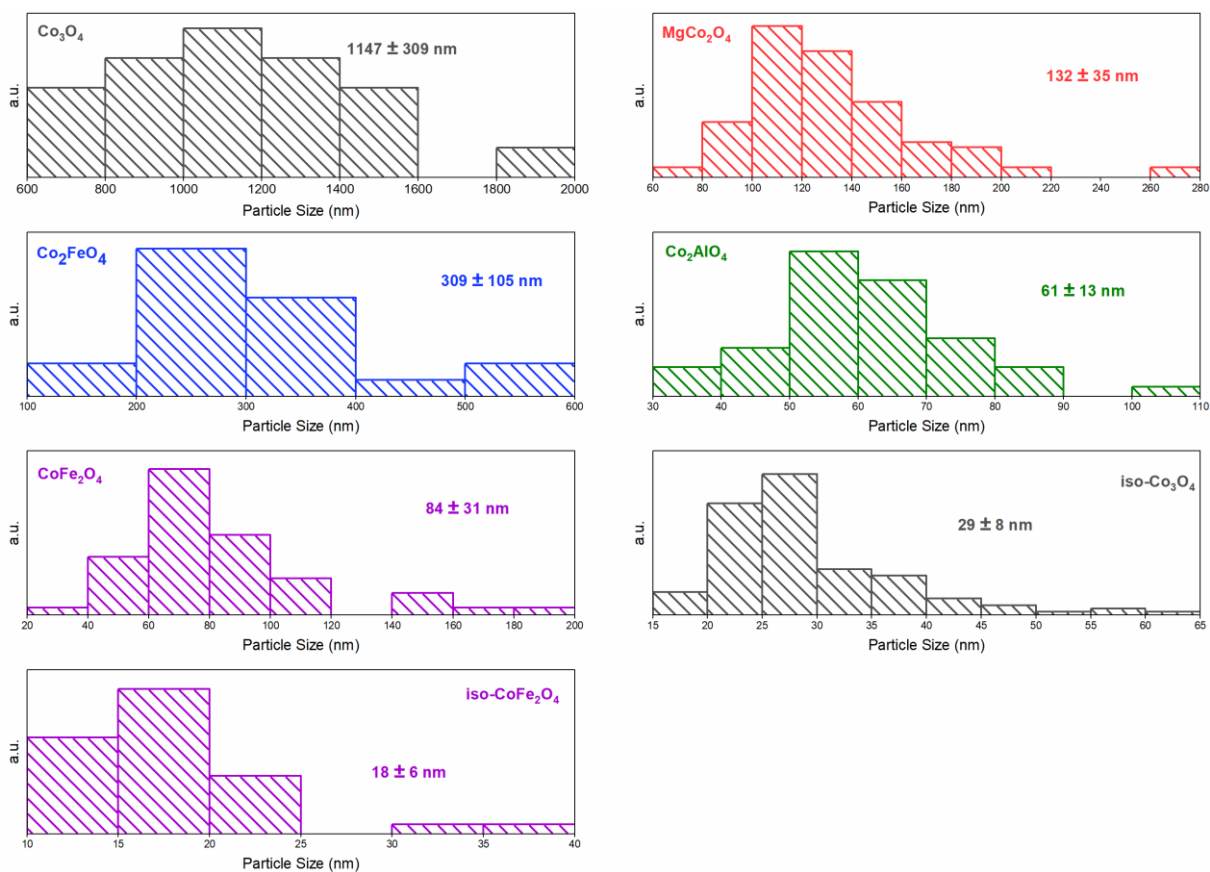 Co₃O₄
1147 ± 309 nm
a.u.
600 800 1000 1200 1400 1600 1800 2000
Particle Size (nm)
MgCo₂O₄
132 ± 35 nm
a.u.
60 80 100 120 140 160 180 200 220 240 260 280
Particle Size (nm)
Co₂FeO₄
309 ± 105 nm
a.u.
100 200 300 400 500 600
Particle Size (nm)
Co₂AlO₄
61 ± 13 nm
a.u.
30 40 50 60 70 80 90 100 110
Particle Size (nm)
CoFe₂O₄
84 ± 31 nm
a.u.
20 40 60 80 100 120 140 160 180 200
Particle Size (nm)
iso-Co₃O₄
29 ± 8 nm
a.u.
15 20 25 30 35 40 45 50 55 60 65
Particle Size (nm)
iso-CoFe₂O₄
18 ± 6 nm
a.u.
10 15 20 25 30 35 40
Particle Size (nm)